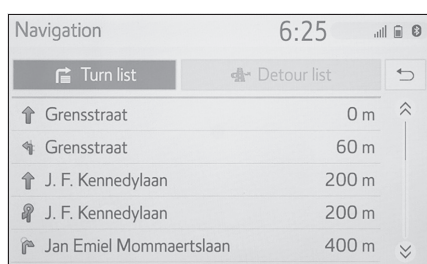 Navigation 6:25
Turn list Detour list
Grensstraat 0 m
Grensstraat 60 m
J. F. Kennedylaan 200 m
J. F. Kennedylaan 200 m
Jan Emiel Mommaertslaan 400 m